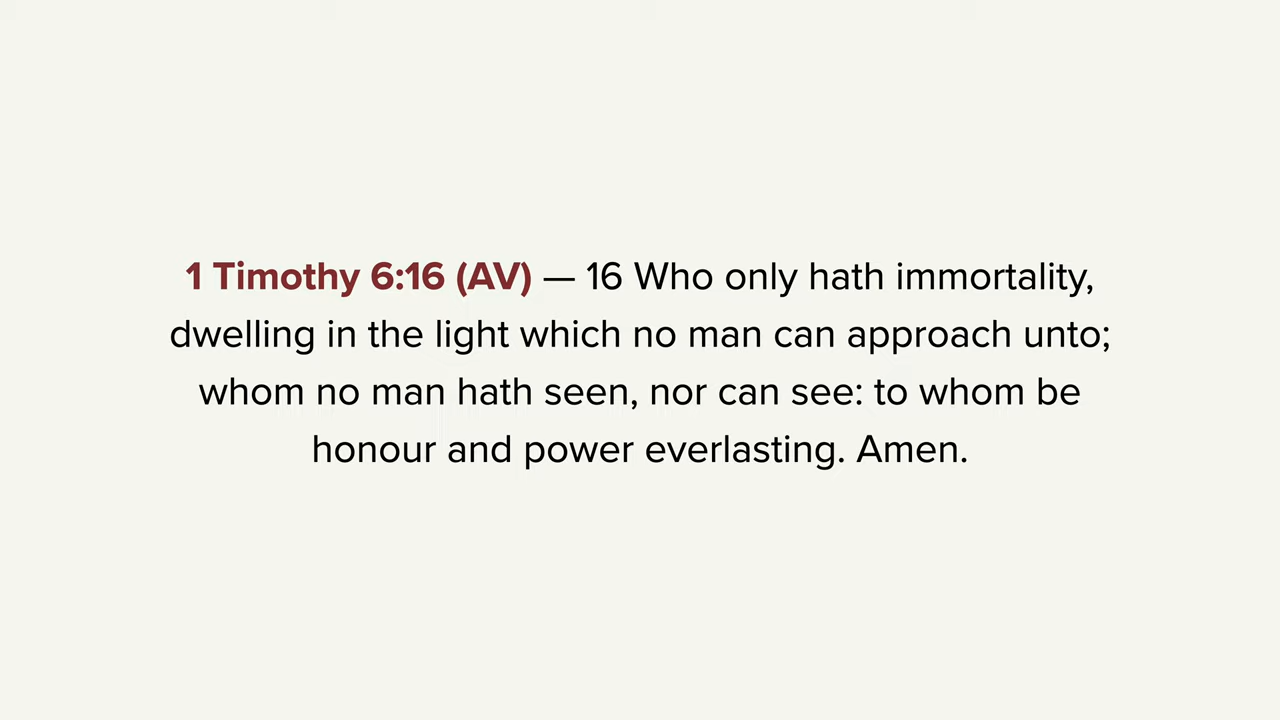 1 Timothy 6:16 (AV) — 16 Who only hath immortality,
dwelling in the light which no man can approach unto;
whom no man hath seen, nor can see: to whom be
honour and power everlasting. Amen.